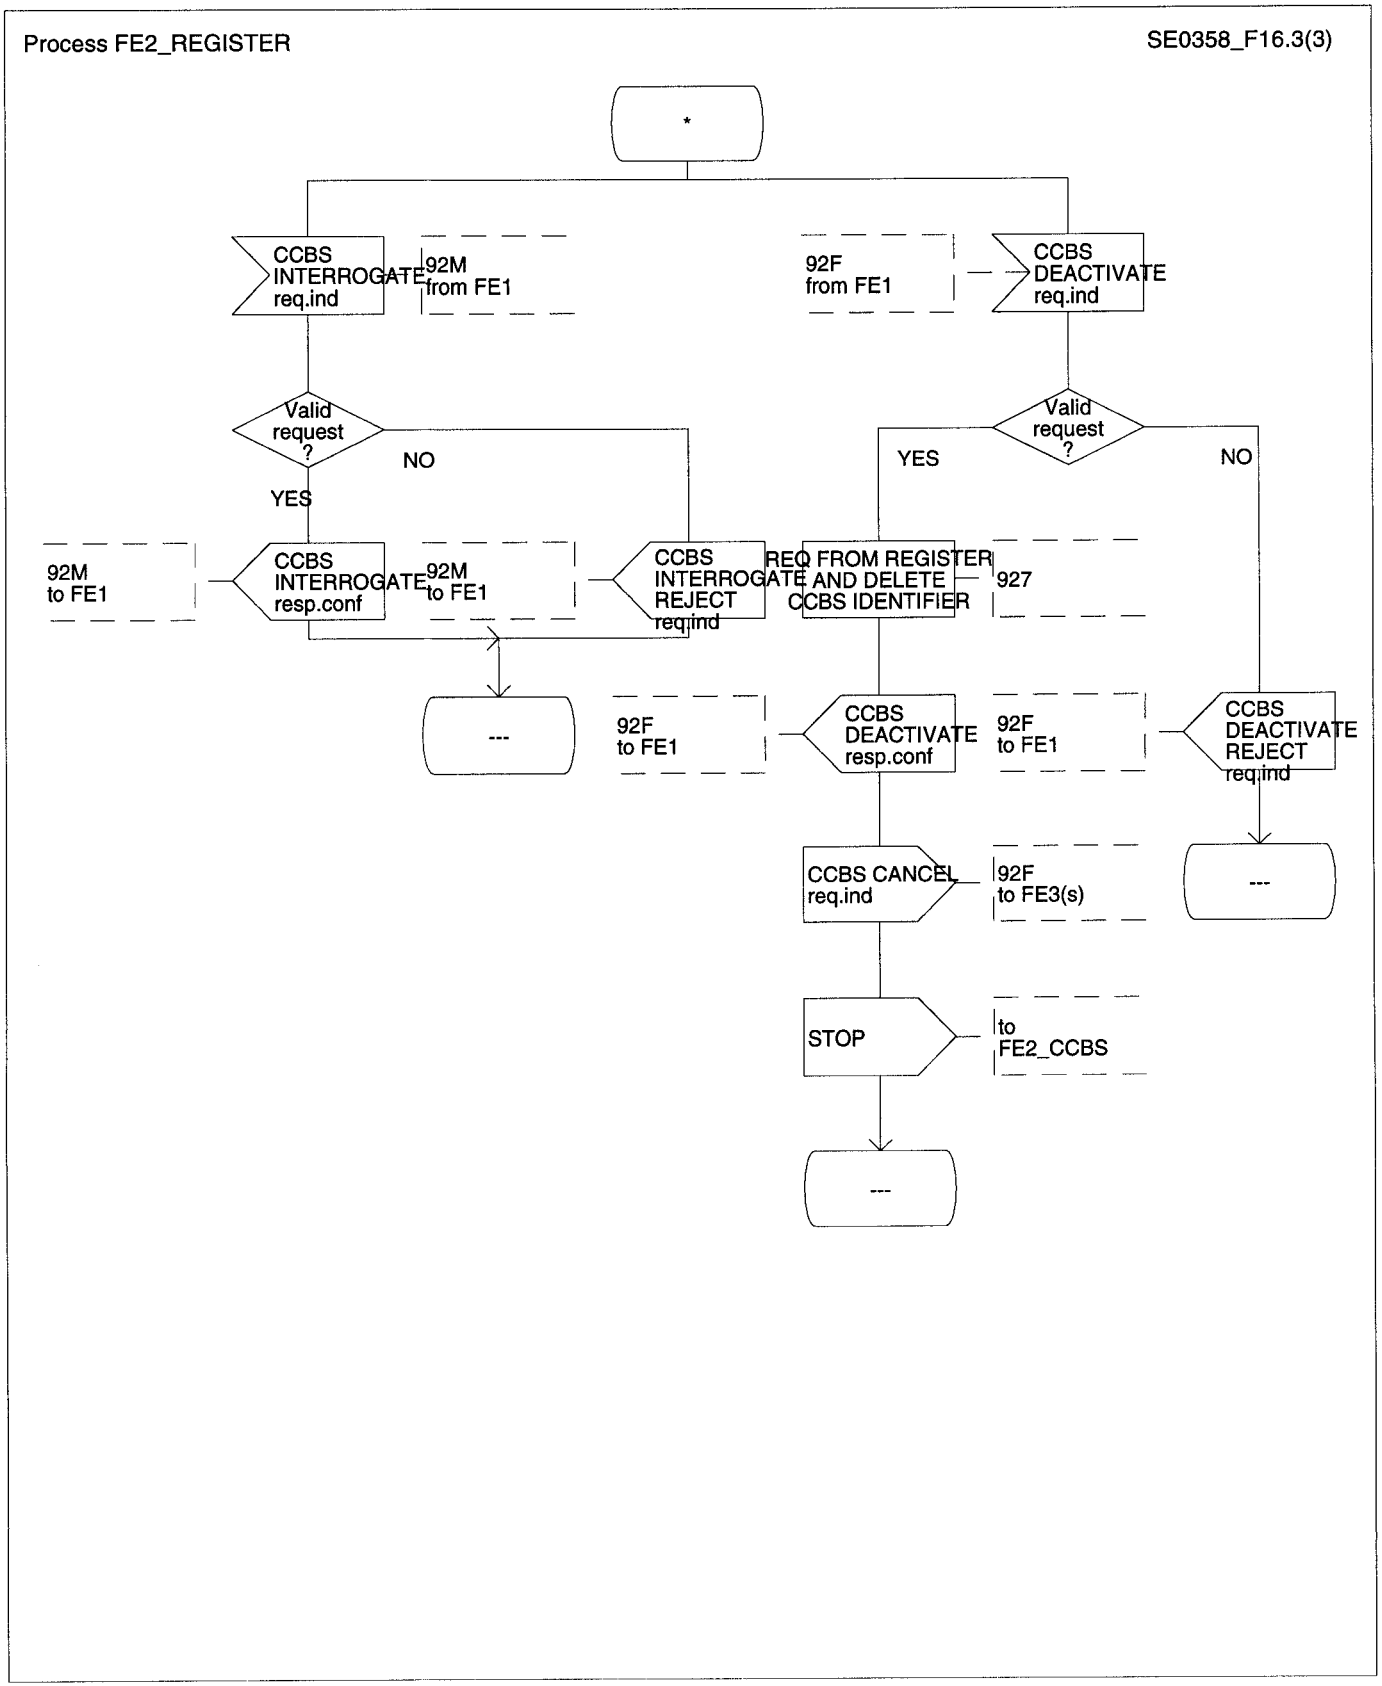 Process FE2_REGISTER
SE0358_F16.3(3)
*
CCBS
INTERROGATE
req.ind
92M
from FE1
92F
from FE1
CCBS
DEACTIVATE
req.ind
Valid
request
?
NO
YES
Valid
request
?
YES
NO
92M
to FE1
CCBS
INTERROGATE
resp.conf
92M
to FE1
CCBS
INTERROGATE
REJECT
req.ind
REQ FROM REGISTER
AND DELETE
CCBS IDENTIFIER
927
---
92F
to FE1
CCBS
DEACTIVATE
resp.conf
92F
to FE1
CCBS
DEACTIVATE
REJECT
req.ind
CCBS CANCEL
req.ind
92F
to FE3(s)
---
STOP
to
FE2_CCBS
---